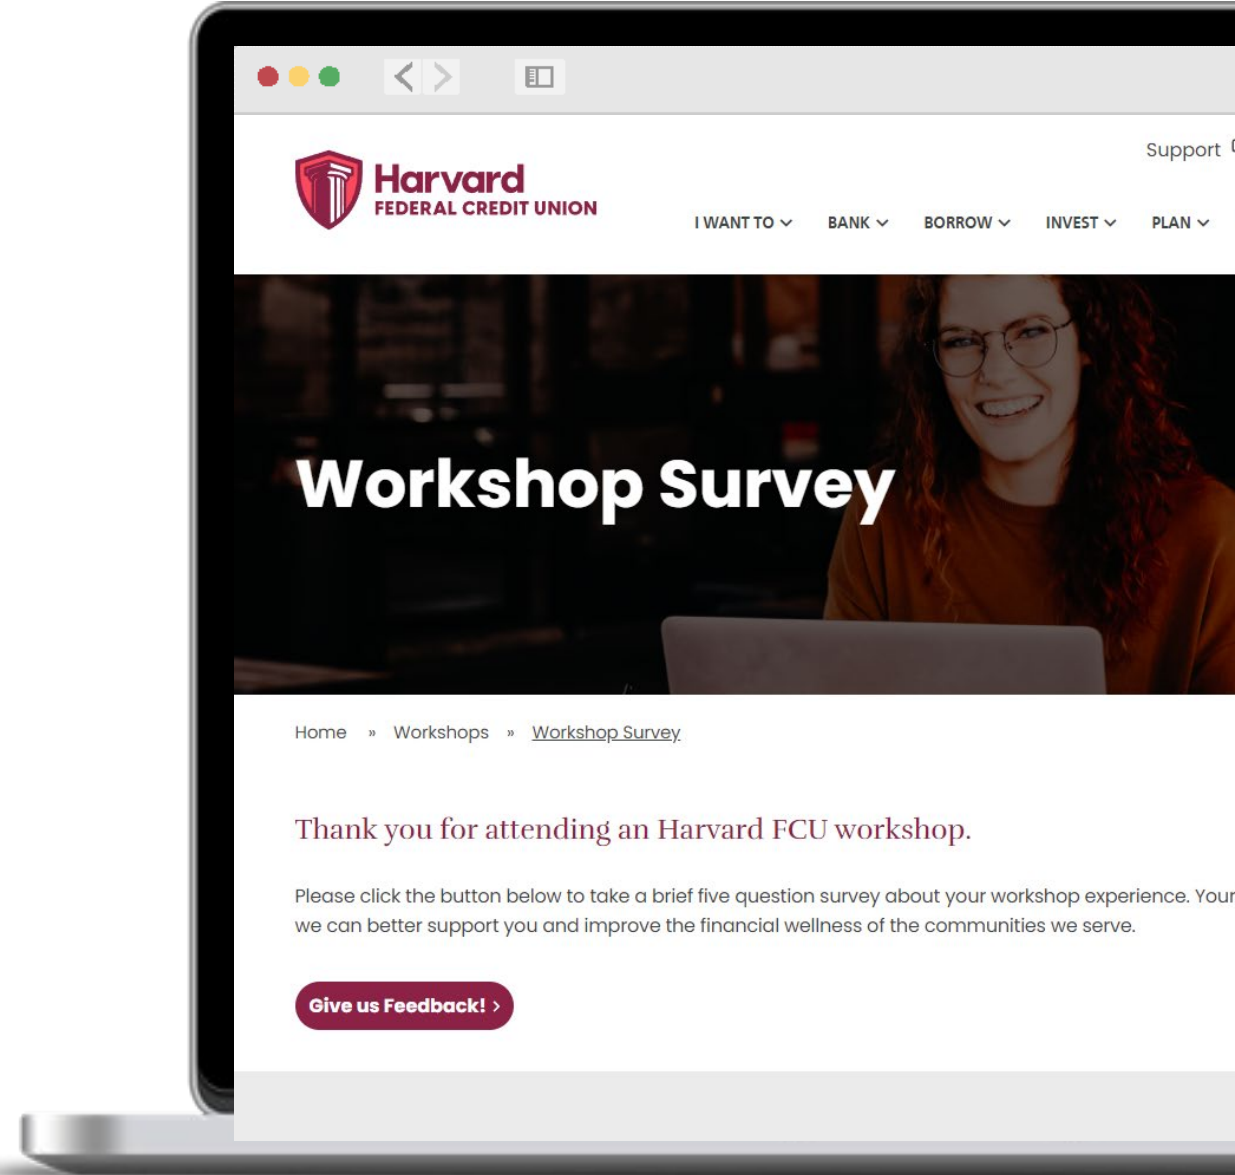 Support
Harvard
FEDERAL CREDIT UNION
I WANT TO
BANK
BORROW
INVEST
PLAN
Workshop Survey
Home » Workshops » Workshop Survey
Thank you for attending an Harvard FCU workshop.
Please click the button below to take a brief five question survey about your workshop experience. Your
we can better support you and improve the financial wellness of the communities we serve.
Give us Feedback! >